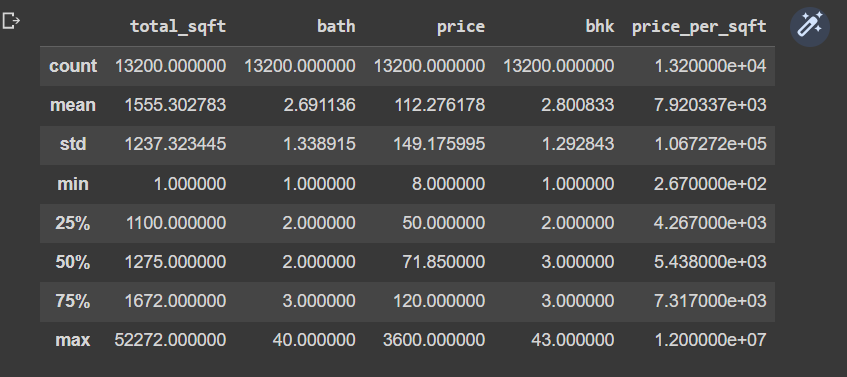 total_sqft bath price bhk price_per_sqft
count 13200.000000 13200.000000 13200.000000 13200.000000 1.320000e+04
mean 1555.302783 2.691136 112.276178 2.800833 7.920337e+03
std 1237.323445 1.338915 149.175995 1.292843 1.067272e+05
min 1.000000 1.000000 8.000000 1.000000 2.670000e+02
25% 1100.000000 2.000000 50.000000 2.000000 4.267000e+03
50% 1275.000000 2.000000 71.850000 3.000000 5.438000e+03
75% 1672.000000 3.000000 120.000000 3.000000 7.317000e+03
max 52272.000000 40.000000 3600.000000 43.000000 1.200000e+07